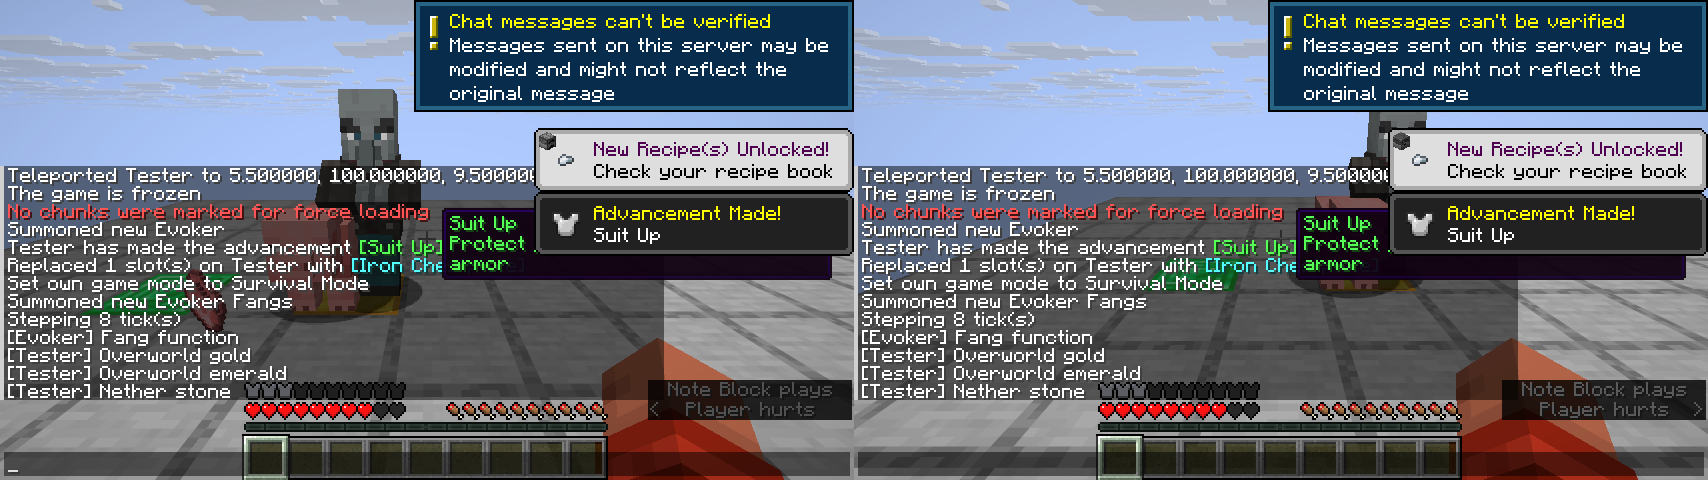 Chat messages can't be verified
Messages sent on this server may be
modified and might not reflect the
original message
New Recipe(s) Unlocked!
Check your recipe book
Advancement Made!
Suit Up
Suit Up
Protect
armor
Teleported Tester to 5.500000, 100.000000, 9.50000
The game is frozen
No chunks were marked for force loading
Summoned new Evoker
Tester has made the advancement [Suit Up]
Replaced 1 slot(s) on Tester with [Iron Che
Set own game mode to Survival Mode
Summoned new Evoker Fangs
Stepping 8 tick(s)
[Evoker] Fang function
[Tester] Overworld gold
[Tester] Overworld emerald
[Tester] Nether stone
Note Block plays
< Player hurts
_
Chat messages can't be verified
Messages sent on this server may be
modified and might not reflect the
original message
New Recipe(s) Unlocked!
Check your recipe book
Advancement Made!
Suit Up
Suit Up
Protect
armor
Teleported Tester to 5.500000, 100.000000, 9.50000
The game is frozen
No chunks were marked for force loading
Summoned new Evoker
Tester has made the advancement [Suit Up]
Replaced 1 slot(s) on Tester with [Iron Che
Set own game mode to Survival Mode
Summoned new Evoker Fangs
Stepping 8 tick(s)
[Evoker] Fang function
[Tester] Overworld gold
[Tester] Overworld emerald
[Tester] Nether stone
Note Block plays
Player hurts >